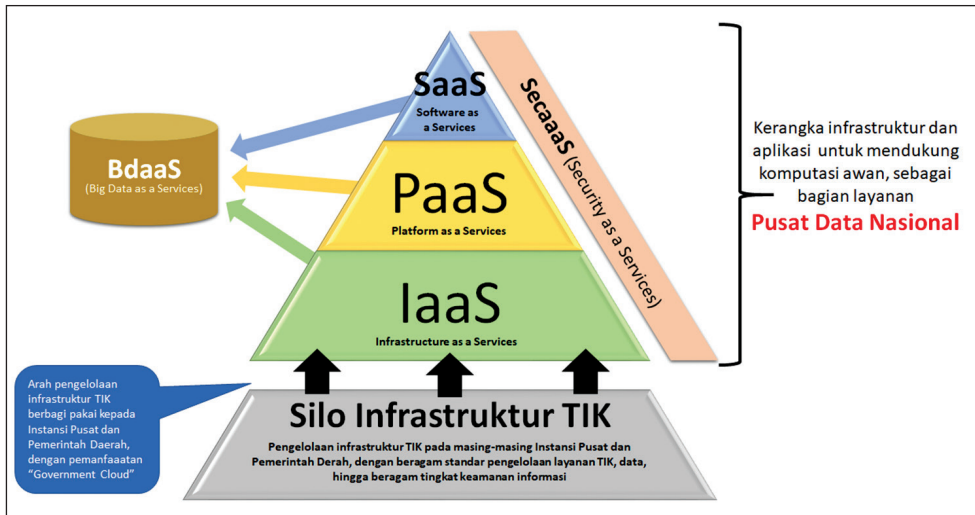 SaaS
Software as
a Services
BdaaS
(Big Data as a Services)
PaaS
Platform as a Services
IaaS
Infrastructure as a Services
SecaaaS (Security as a Services)
Kerangka infrastruktur dan
aplikasi untuk mendukung
komputasi awan, sebagai
bagian layanan
Pusat Data Nasional
Arah pengelolaan
infrastruktur TIK
berbagi pakai kepada
Instansi Pusat dan
Pemerintah Daerah,
dengan pemanfaaatan
“Government Cloud”
Silo Infrastruktur TIK
Pengelolaan infrastruktur TIK pada masing-masing Instansi Pusat dan
Pemerintah Derah, dengan beragam standar pengelolaan layanan TIK, data,
hingga beragam tingkat keamanan informasi